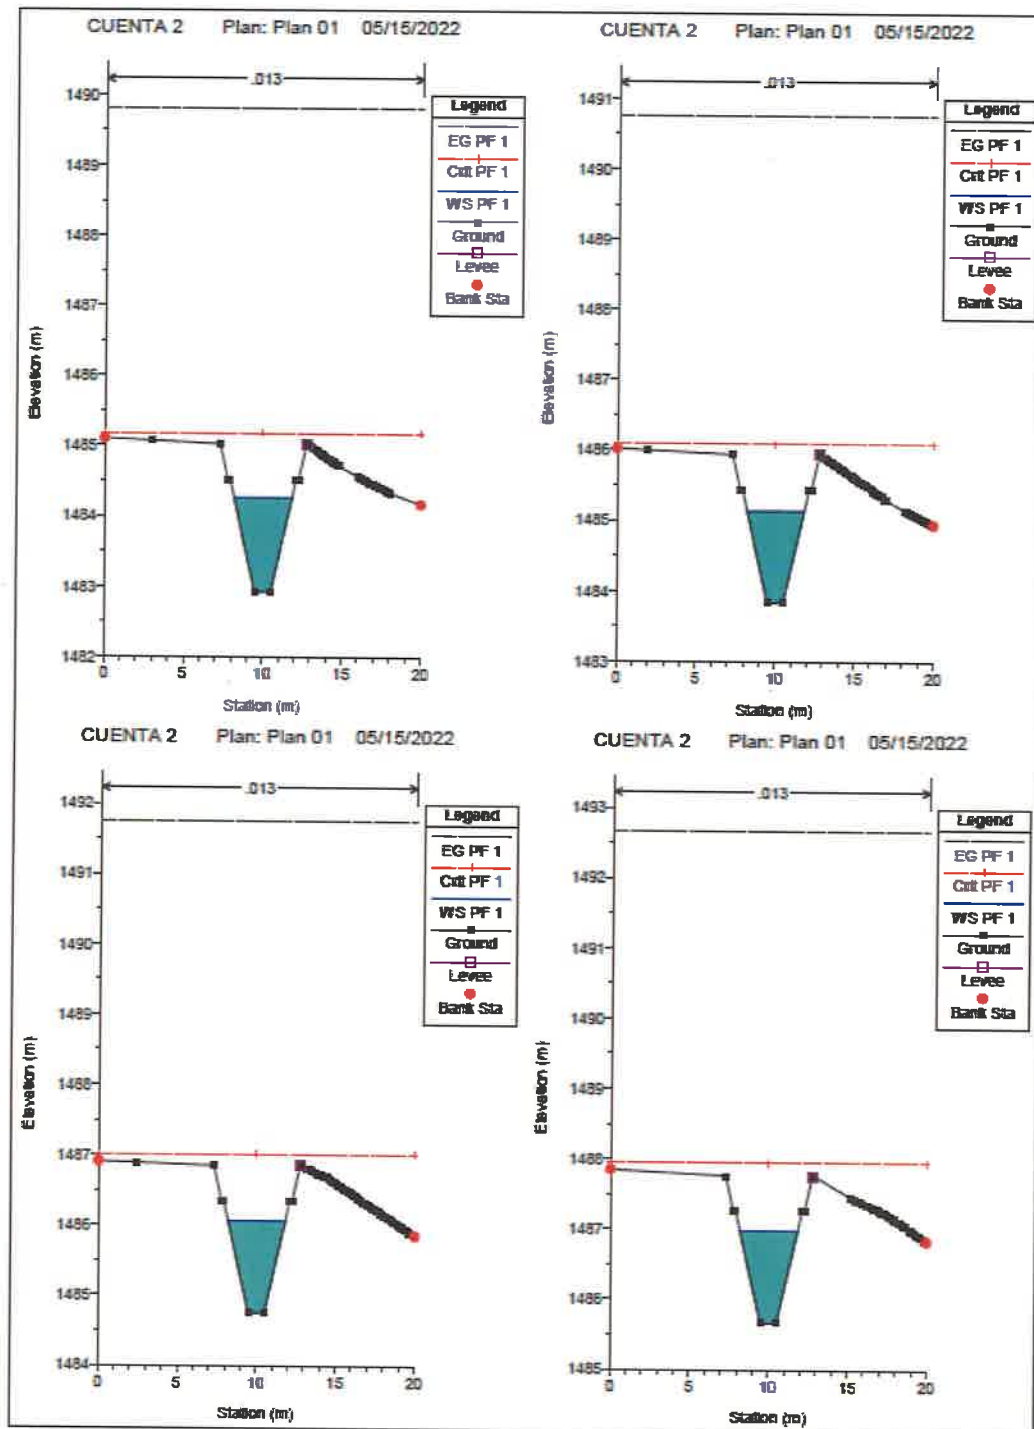 CUENTA 2 Plan: Plan 01 05/15/2022
.013
1490
1489
1488
1487
1486
1485
1484
1483
1482
Elevation (m)
0 5 10 15 20
Station (m)
Legend
EG PF 1
Crit PF 1
WS PF 1
Ground
Levee
Bank Sta
CUENTA 2 Plan: Plan 01 05/15/2022
.013
1491
1490
1489
1488
1487
1486
1485
1484
1483
Elevation (m)
0 5 10 15 20
Station (m)
Legend
EG PF 1
Crit PF 1
WS PF 1
Ground
Levee
Bank Sta
CUENTA 2 Plan: Plan 01 05/15/2022
.013
1492
1491
1490
1489
1488
1487
1486
1485
1484
Elevation (m)
0 5 10 15 20
Station (m)
Legend
EG PF 1
Crit PF 1
WS PF 1
Ground
Levee
Bank Sta
CUENTA 2 Plan: Plan 01 05/15/2022
.013
1493
1492
1491
1490
1489
1488
1487
1486
1485
Elevation (m)
0 5 10 15 20
Station (m)
Legend
EG PF 1
Crit PF 1
WS PF 1
Ground
Levee
Bank Sta